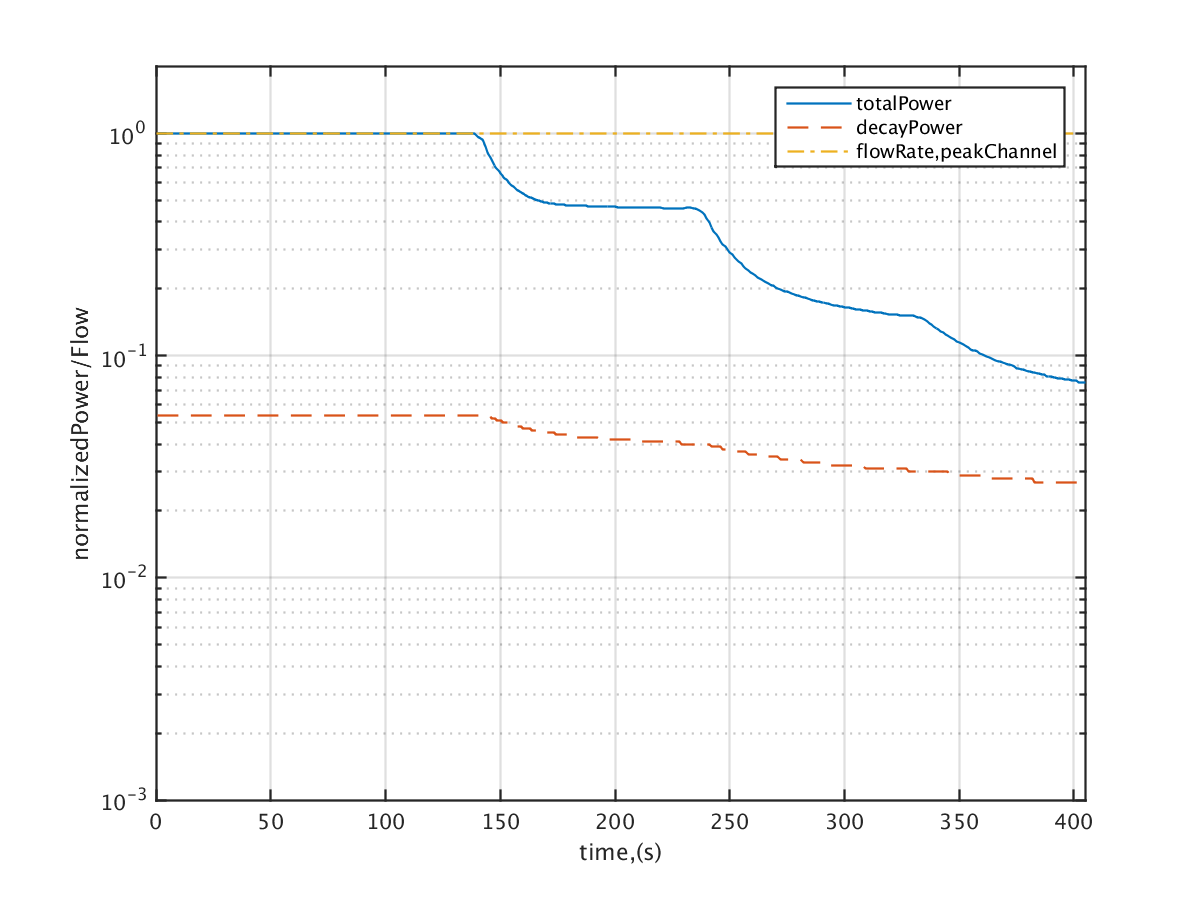 totalPower
decayPower
flowRate,peakChannel
normalizedPower/Flow
10^0
10^-1
10^-2
10^-3
0 50 100 150 200 250 300 350 400
time,(s)